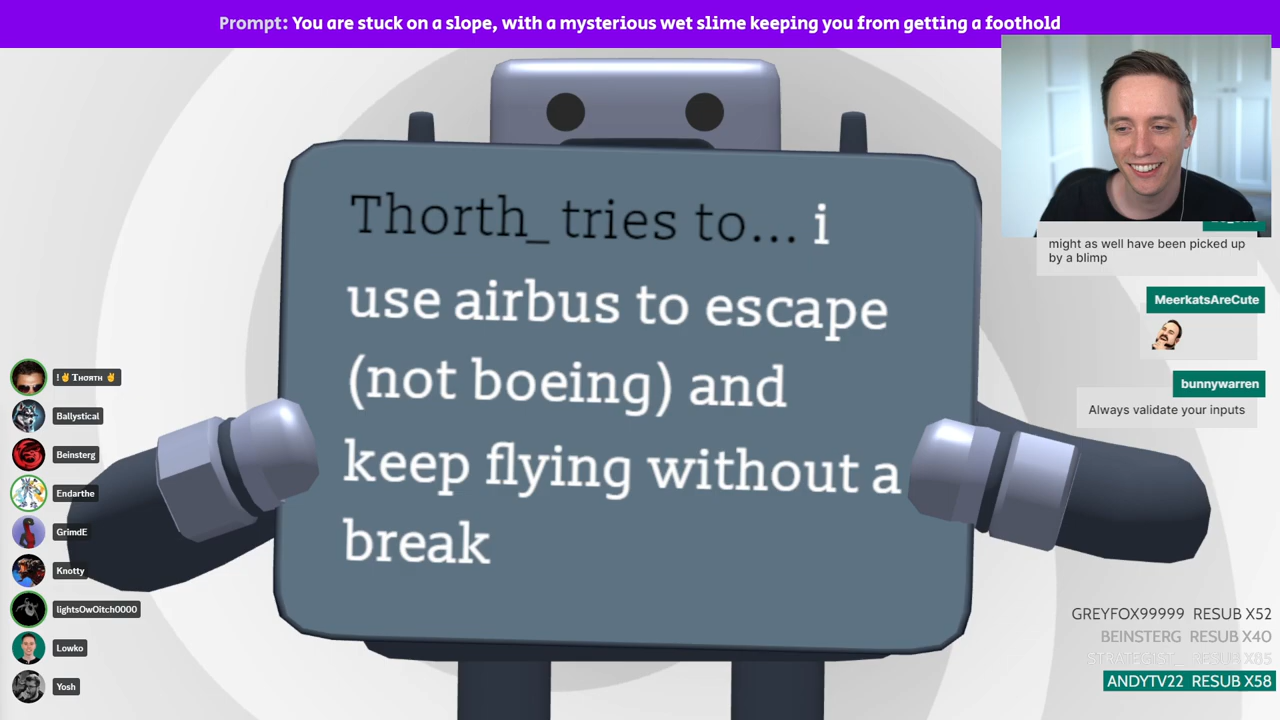 Prompt: You are stuck on a slope, with a mysterious wet slime keeping you from getting a foothold
Thorth_ tries to... i
use airbus to escape
(not boeing) and
keep flying without a
break
might as well have been picked up
by a blimp
MeerkatsAreCute
bunnywarren
Always validate your inputs
!✌Thorth✌
Ballystical
Beinsterg
Endarthe
GrimdE
Knotty
lightsOwOitch0000
Lowko
Yosh
GREYFOX99999 RESUB X52
BEINSTERG RESUB X40
RESUB X85
ANDYTV22 RESUB X58